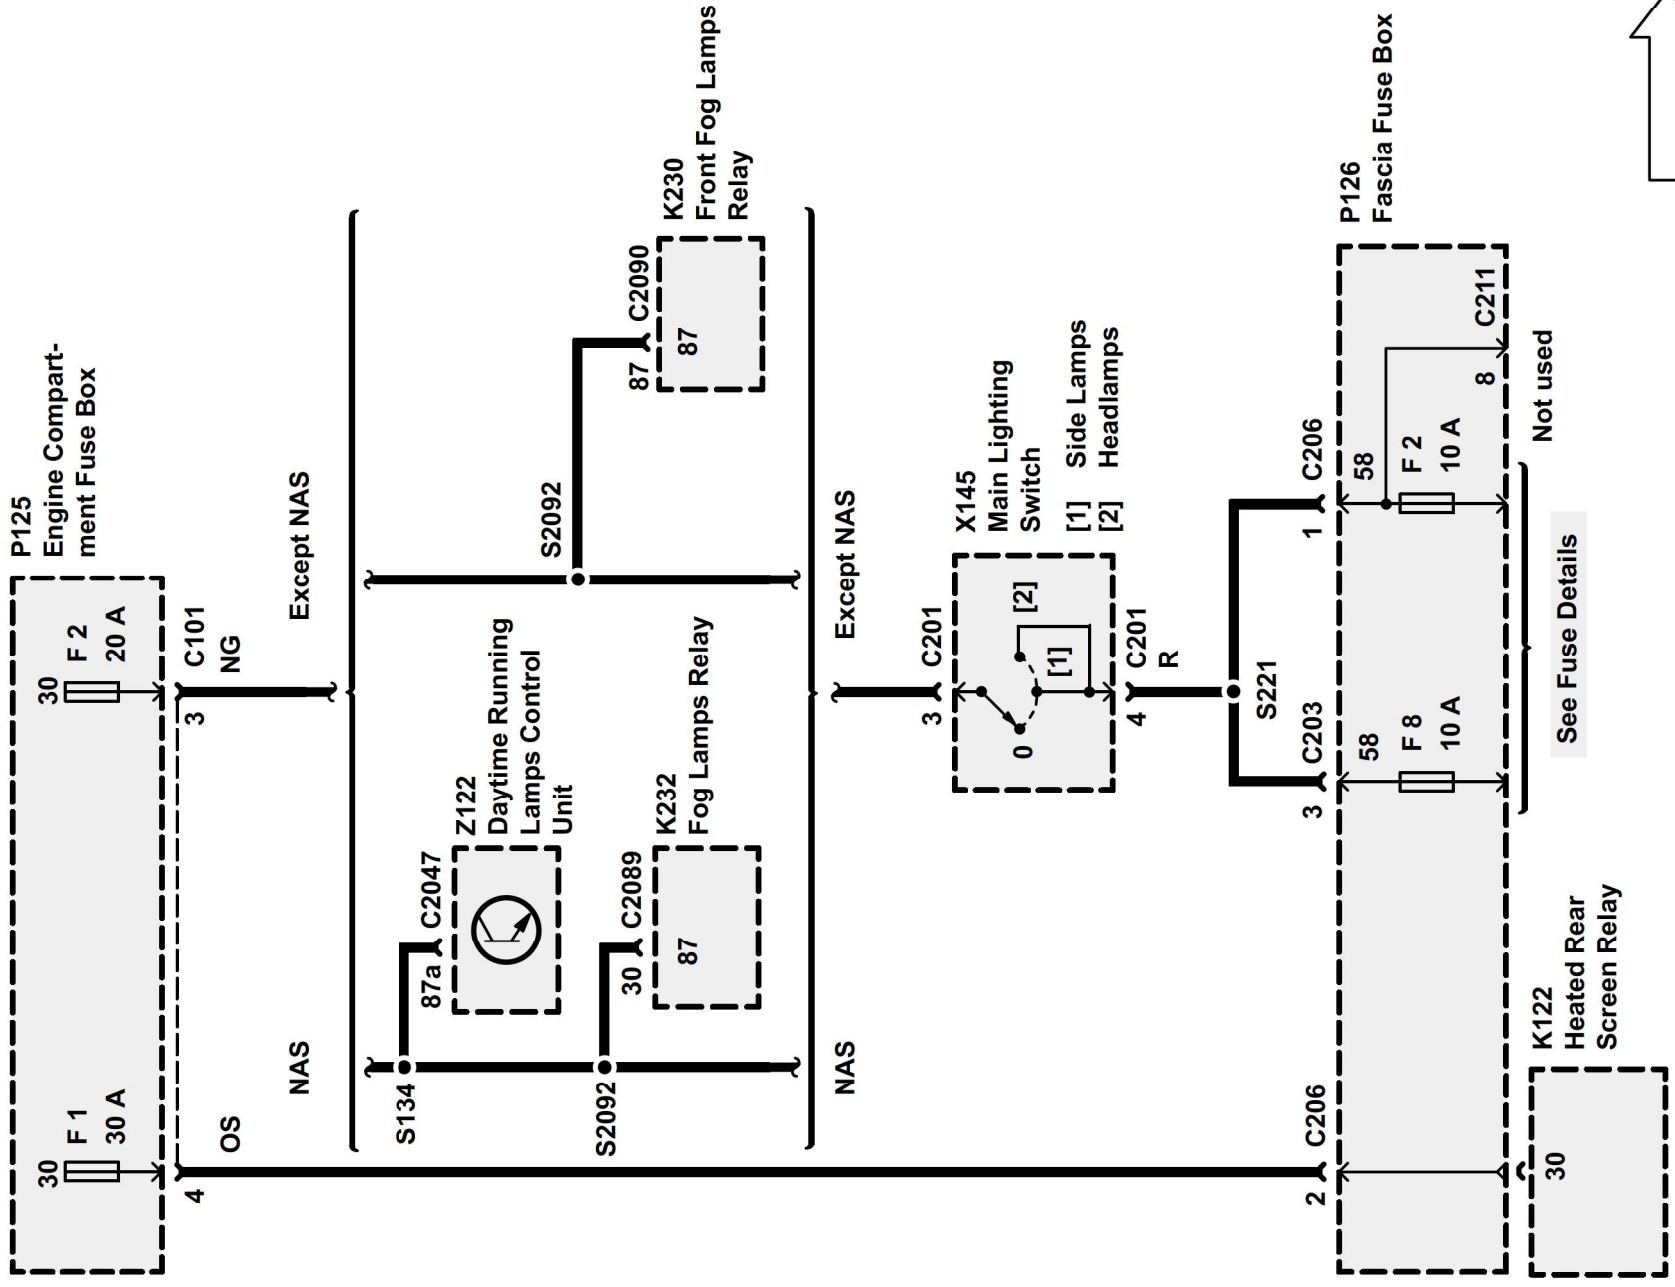 P125
Engine Compart-
ment Fuse Box
30
F 1
30 A
30
F 2
20 A
4
OS
3
C101
NG
NAS
Except NAS
S134
87a
C2047
Z122
Daytime Running
Lamps Control
Unit
S2092
30
C2089
K232
Fog Lamps Relay
87
S2092
87
C2090
K230
Front Fog Lamps
Relay
87
NAS
Except NAS
3
C201
X145
Main Lighting
Switch
[1] Side Lamps
[2] Headlamps
0
[1]
[2]
4
C201
R
S221
2
C206
3
C203
1
C206
P126
Fascia Fuse Box
58
F 8
10 A
58
F 2
10 A
8
C211
Not used
See Fuse Details
K122
Heated Rear
Screen Relay
30